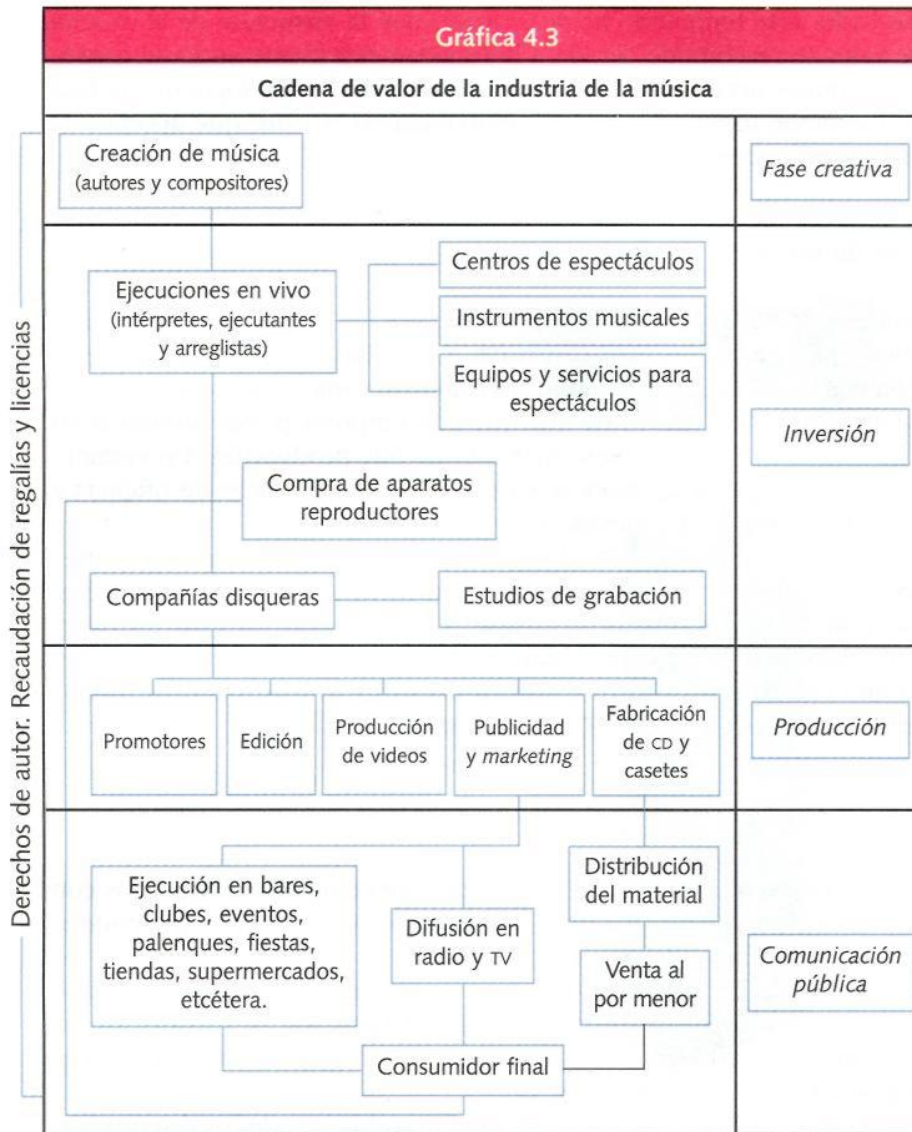 Gráfica 4.3
Cadena de valor de la industria de la música
Derechos de autor. Recaudación de regalías y licencias
Creación de música
(autores y compositores)
Fase creativa
Ejecuciones en vivo
(intérpretes, ejecutantes
y arreglistas)
Centros de espectáculos
Instrumentos musicales
Equipos y servicios para
espectáculos
Inversión
Compra de aparatos
reproductores
Compañías disqueras
Estudios de grabación
Promotores
Edición
Producción
de videos
Publicidad
y marketing
Fabricación
de CD y
casetes
Producción
Ejecución en bares,
clubes, eventos,
palenques, fiestas,
tiendas, supermercados,
etcétera.
Difusión en
radio y TV
Distribución
del material
Venta al
por menor
Comunicación
pública
Consumidor final